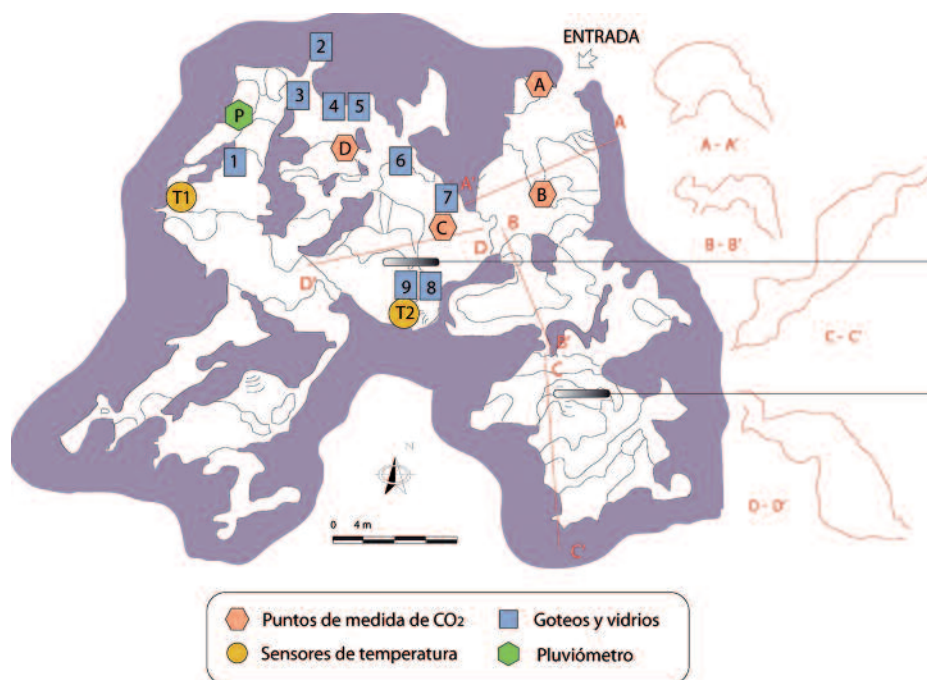 ENTRADA
2
A
3
4 5
P
A
D
1
6
A - A'
T1
7
A'
B
C
B
D
B - B'
D'
9 8
T2
B'
C - C'
C
N
0 4 m
D - D'
C'
Puntos de medida de CO2
Goteos y vidrios
Sensores de temperatura
Pluviómetro